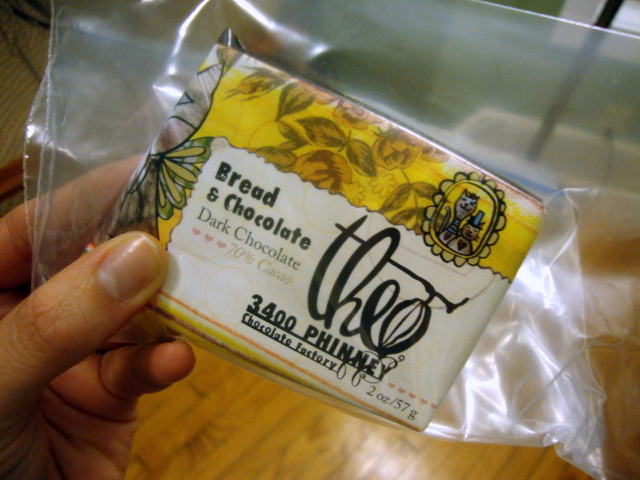 Bread
& Chocolate
Dark Chocolate
70% Cacao
theo
3400 PHINNEY
Chocolate Factory
2 oz/57 g